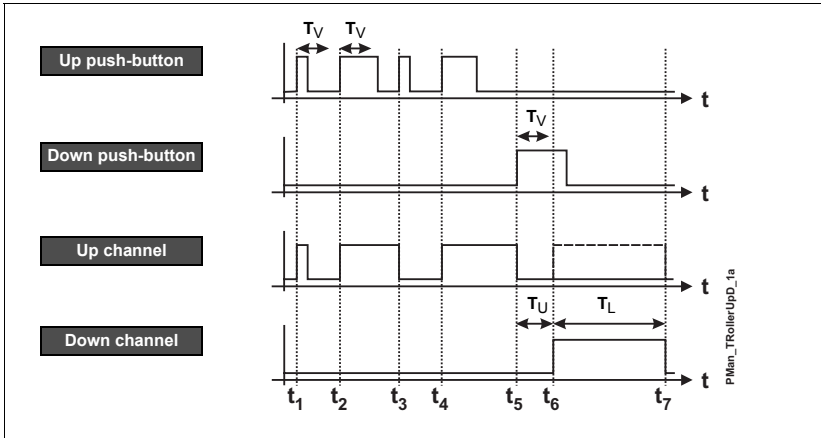 T_V T_V
Up push-button
t
T_V
Down push-button
t
Up channel
t
T_U T_L
Down channel
t
t_1 t_2 t_3 t_4 t_5 t_6 t_7
PMan_TRollerUpD_1a